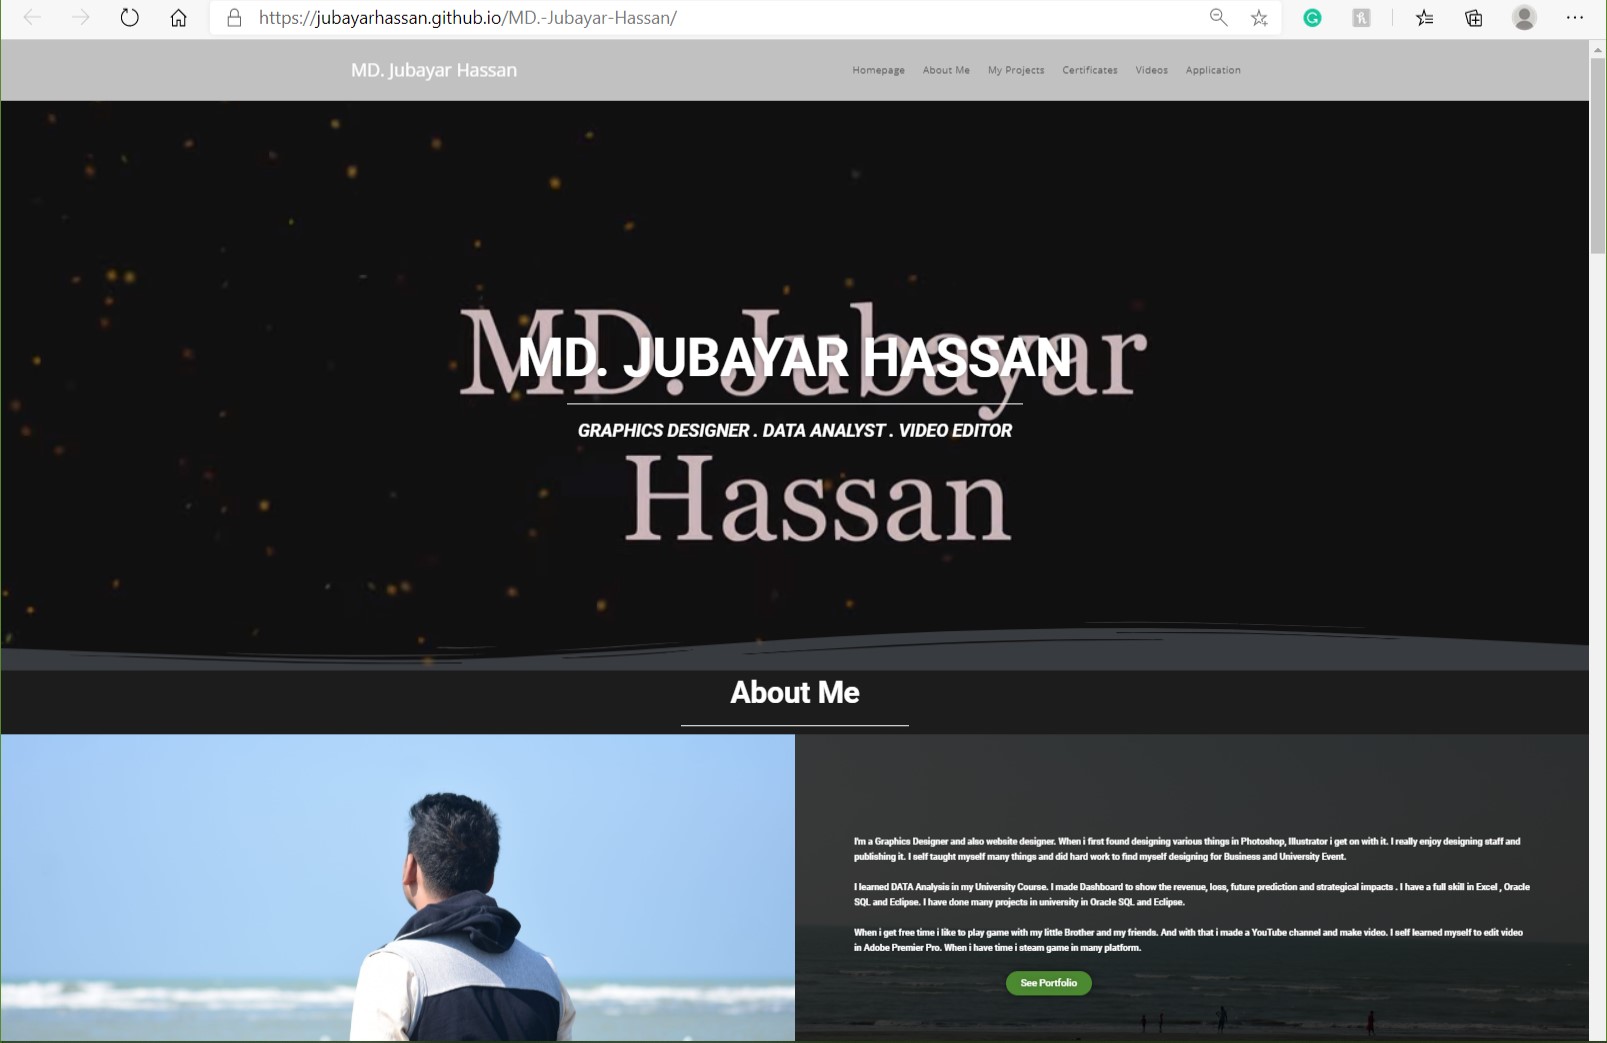 https://jubayarhassan.github.io/MD.-Jubayar-Hassan/
MD. Jubayar Hassan
Homepage About Me My Projects Certificates Videos Application
MD. Jubayar
MD. JUBAYAR HASSAN
GRAPHICS DESIGNER . DATA ANALYST . VIDEO EDITOR
Hassan
About Me
I'm a Graphics Designer and also website designer. When i first found designing various things in Photoshop, Illustrator i get on with it. I really enjoy designing staff and
publishing it. I self taught myself many things and did hard work to find myself designing for Business and University Event.
I learned DATA Analysis in my University Course. I made Dashboard to show the revenue, loss, future prediction and strategical impacts . I have a full skill in Excel , Oracle
SQL and Eclipse. I have done many projects in university in Oracle SQL and Eclipse.
When i get free time i like to play game with my little Brother and my friends. And with that i made a YouTube channel and make video. I self learned myself to edit video
in Adobe Premier Pro. When i have time i steam game in many platform.
See Portfolio